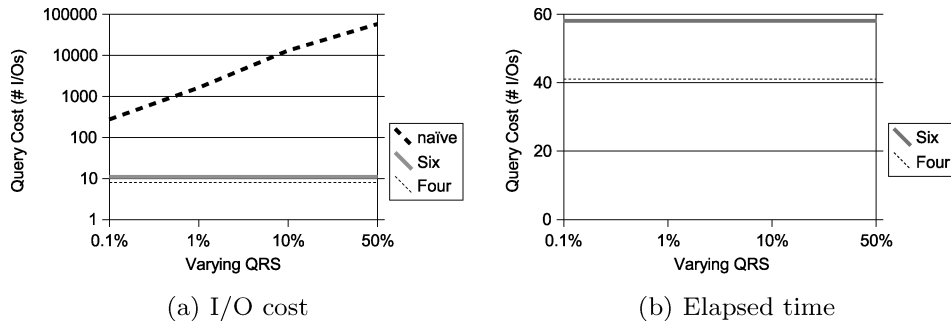 100000
10000
1000
100
10
1
Query Cost (# I/Os)
0.1% 1% 10% 50%
Varying QRS
naïve
Six
Four
(a) I/O cost
60
40
20
0
Query Cost (# I/Os)
0.1% 1% 10% 50%
Varying QRS
Six
Four
(b) Elapsed time